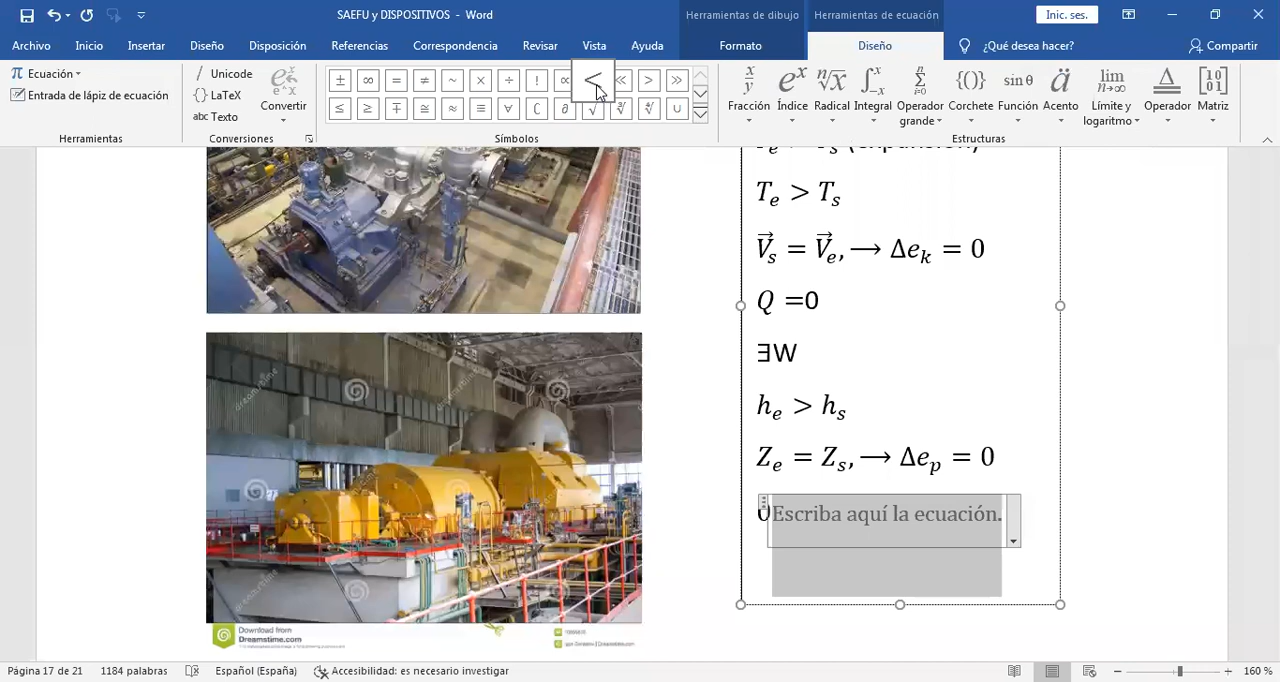 SAEFU y DISPOSITIVOS - Word
Herramientas de dibujo
Herramientas de ecuación
Inic. ses.
Archivo
Inicio
Insertar
Diseño
Disposición
Referencias
Correspondencia
Revisar
Vista
Ayuda
Formato
Diseño
¿Qué desea hacer?
Compartir
π Ecuación
Entrada de lápiz de ecuación
Herramientas
Unicode
{} LaTeX
abc Texto
Convertir
Conversiones
± ∞ = ≠ ~ × ÷ ! ∝ < ≪ > ≫
≤ ≥ ∓ ≅ ≈ ≡ ∀ ∁ ∂ √ ∛ ∜ ∪
Símbolos
Fracción
Índice
Radical
Integral
Operador grande
Corchete
Función
Acento
Límite y logaritmo
Operador
Matriz
Estructuras
T_e > T_s
V⃗_s = V⃗_e, ⟶ Δe_k = 0
Q =0
∃W
h_e > h_s
Z_e = Z_s, ⟶ Δe_p = 0
0 Escriba aquí la ecuación.
dreamstime
Download from
Dreamstime.com
Página 17 de 21
1184 palabras
Español (España)
Accesibilidad: es necesario investigar
160 %